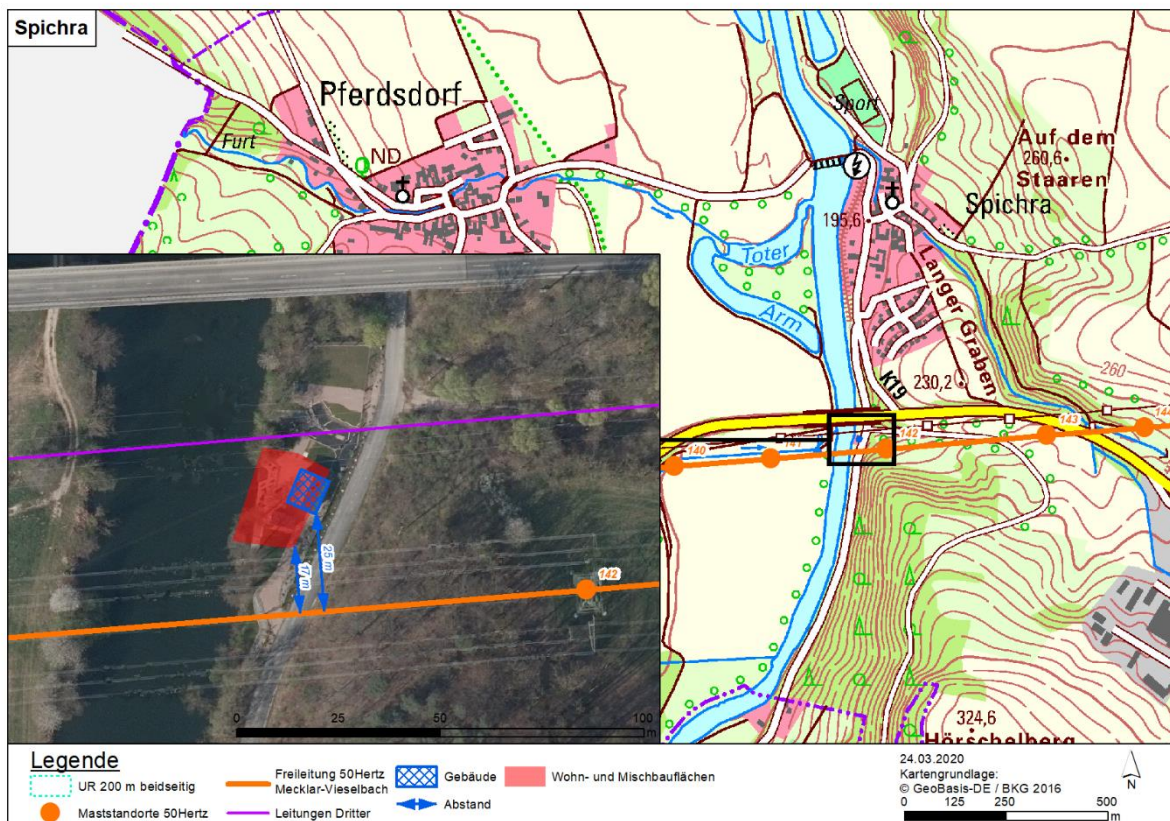 Spichra
Pferdsdorf
Furt
ND
Sport
Auf dem
260,6
Staaren
Spichra
195,6
Toter
Arm
Langer Graben
K19
230,2
260
140
141
142
143
144
324,6
Hörschelberg
142
17 m
25 m
0 25 50 100
m
Legende
UR 200 m beidseitig
Maststandorte 50Hertz
Freileitung 50Hertz
Mecklar-Vieselbach
Leitungen Dritter
Gebäude
Abstand
Wohn- und Mischbauflächen
24.03.2020
Kartengrundlage:
© GeoBasis-DE / BKG 2016
N
0 125 250 500
m